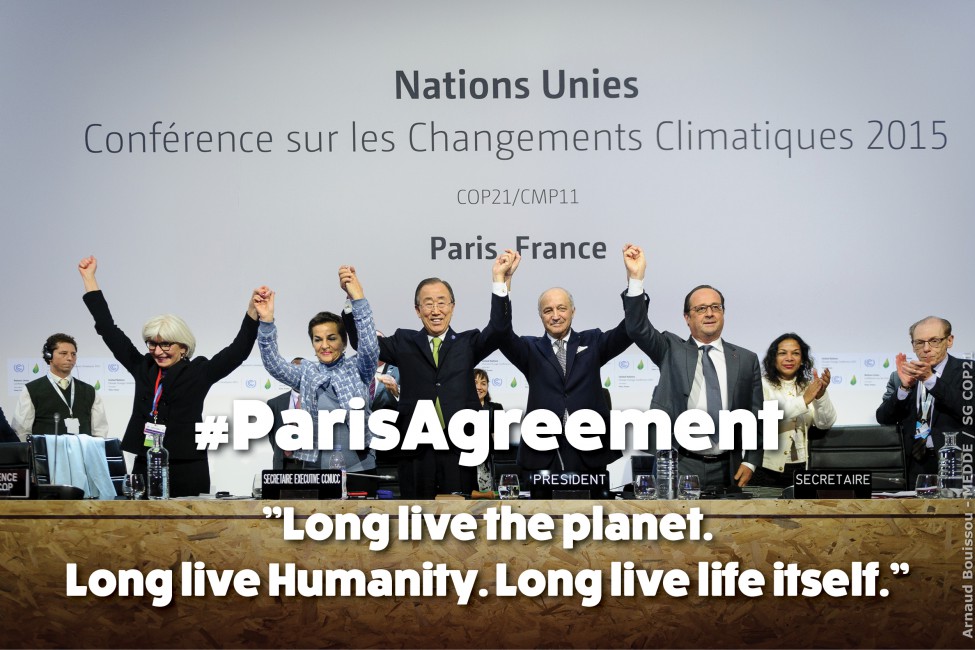 Nations Unies
Conférence sur les Changements Climatiques 2015
COP21/CMP11
Paris, France
#ParisAgreement
SECRETAIRE EXECUTIVE CCNUCC
PRESIDENT
SECRETAIRE
”Long live the planet.
Long live Humanity. Long live life itself.”
Arnaud Bouissou - MEDDE / SG COP21